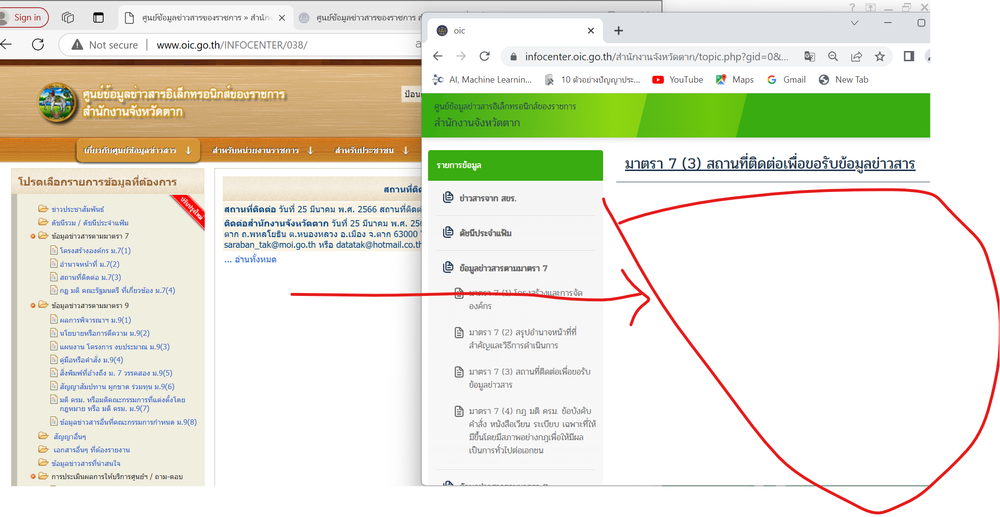 Sign in
ศูนย์ข้อมูลข่าวสารของราชการ » สำนัก
ศูนย์ข้อมูลข่าวสารของราชการ
Not secure
www.oic.go.th/INFOCENTER/038/
ศูนย์ข้อมูลข่าวสารอิเล็กทรอนิกส์ของราชการ
สำนักงานจังหวัดตาก
ป้อน
เกี่ยวกับศูนย์ข้อมูลข่าวสาร
สำหรับหน่วยงานราชการ
สำหรับประชาชน
โปรดเลือกรายการข้อมูลที่ต้องการ
ปรับปรุงใหม่
ข่าวประชาสัมพันธ์
ดัชนีรวม / ดัชนีประจำแฟ้ม
ข้อมูลข่าวสารตามมาตรา 7
โครงสร้างองค์กร ม.7(1)
อำนาจหน้าที่ ม.7(2)
สถานที่ติดต่อ ม.7(3)
กฏ มติ คณะรัฐมนตรี ที่เกี่ยวข้อง ม.7(4)
ข้อมูลข่าวสารตามมาตรา 9
ผลการพิจารณาฯ ม.9(1)
นโยบายหรือการตีความ ม.9(2)
แผนงาน โครงการ งบประมาณ ม.9(3)
คู่มือหรือคำสั่ง ม.9(4)
สิ่งพิมพ์ที่อ้างถึง ม. 7 วรรคสอง ม.9(5)
สัญญาสัมปทาน ผูกขาด ร่วมทุน ม.9(6)
มติ ครม. หรือมติคณะกรรมการที่แต่งตั้งโดย
กฎหมาย หรือ มติ ครม. ม.9(7)
ข้อมูลข่าวสารอื่นที่คณะกรรมการกำหนด ม.9(8)
สัญญาอื่นๆ
เอกสารอื่นๆ ที่ต้องรายงาน
ข้อมูลข่าวสารที่น่าสนใจ
การประเมินผลการให้บริการศูนย์ฯ / ถาม-ตอบ
สถานที่ติด
สถานที่ติดต่อ วันที่ 25 มีนาคม พ.ศ. 2566 สถานที่ติดต่
ติดต่อสำนักงานจังหวัดตาก วันที่ 25 มีนาคม พ.ศ. 256
ตาก ถ.พหลโยธิน ต.หนองหลวง อ.เมือง จ.ตาก 63000
saraban_tak@moi.go.th หรือ datatak@hotmail.co.th
... อ่านทั้งหมด
oic
infocenter.oic.go.th/สำนักงานจังหวัดตาก/topic.php?gid=0&...
AI, Machine Learnin...
10 ตัวอย่างปัญญาประ...
YouTube
Maps
Gmail
New Tab
ศูนย์ข้อมูลข่าวสารอิเล็กทรอนิกส์ของราชการ
สำนักงานจังหวัดตาก
รายการข้อมูล
ข่าวสารจาก สขร.
ดัชนีประจำแฟ้ม
ข้อมูลข่าวสารตามมาตรา 7
มาตรา 7 (1) โครงสร้างและการจัด
องค์กร
มาตรา 7 (2) สรุปอำนาจหน้าที่ที่
สำคัญและวิธีการดำเนินการ
มาตรา 7 (3) สถานที่ติดต่อเพื่อขอรับ
ข้อมูลข่าวสาร
มาตรา 7 (4) กฎ มติ ครม. ข้อบังคับ
คำสั่ง หนังสือเวียน ระเบียบ เฉพาะที่ให้
มีขึ้นโดยมีสภาพอย่างกฎเพื่อให้มีผล
เป็นการทั่วไปต่อเอกชน
มาตรา 7 (3) สถานที่ติดต่อเพื่อขอรับข้อมูลข่าวสาร